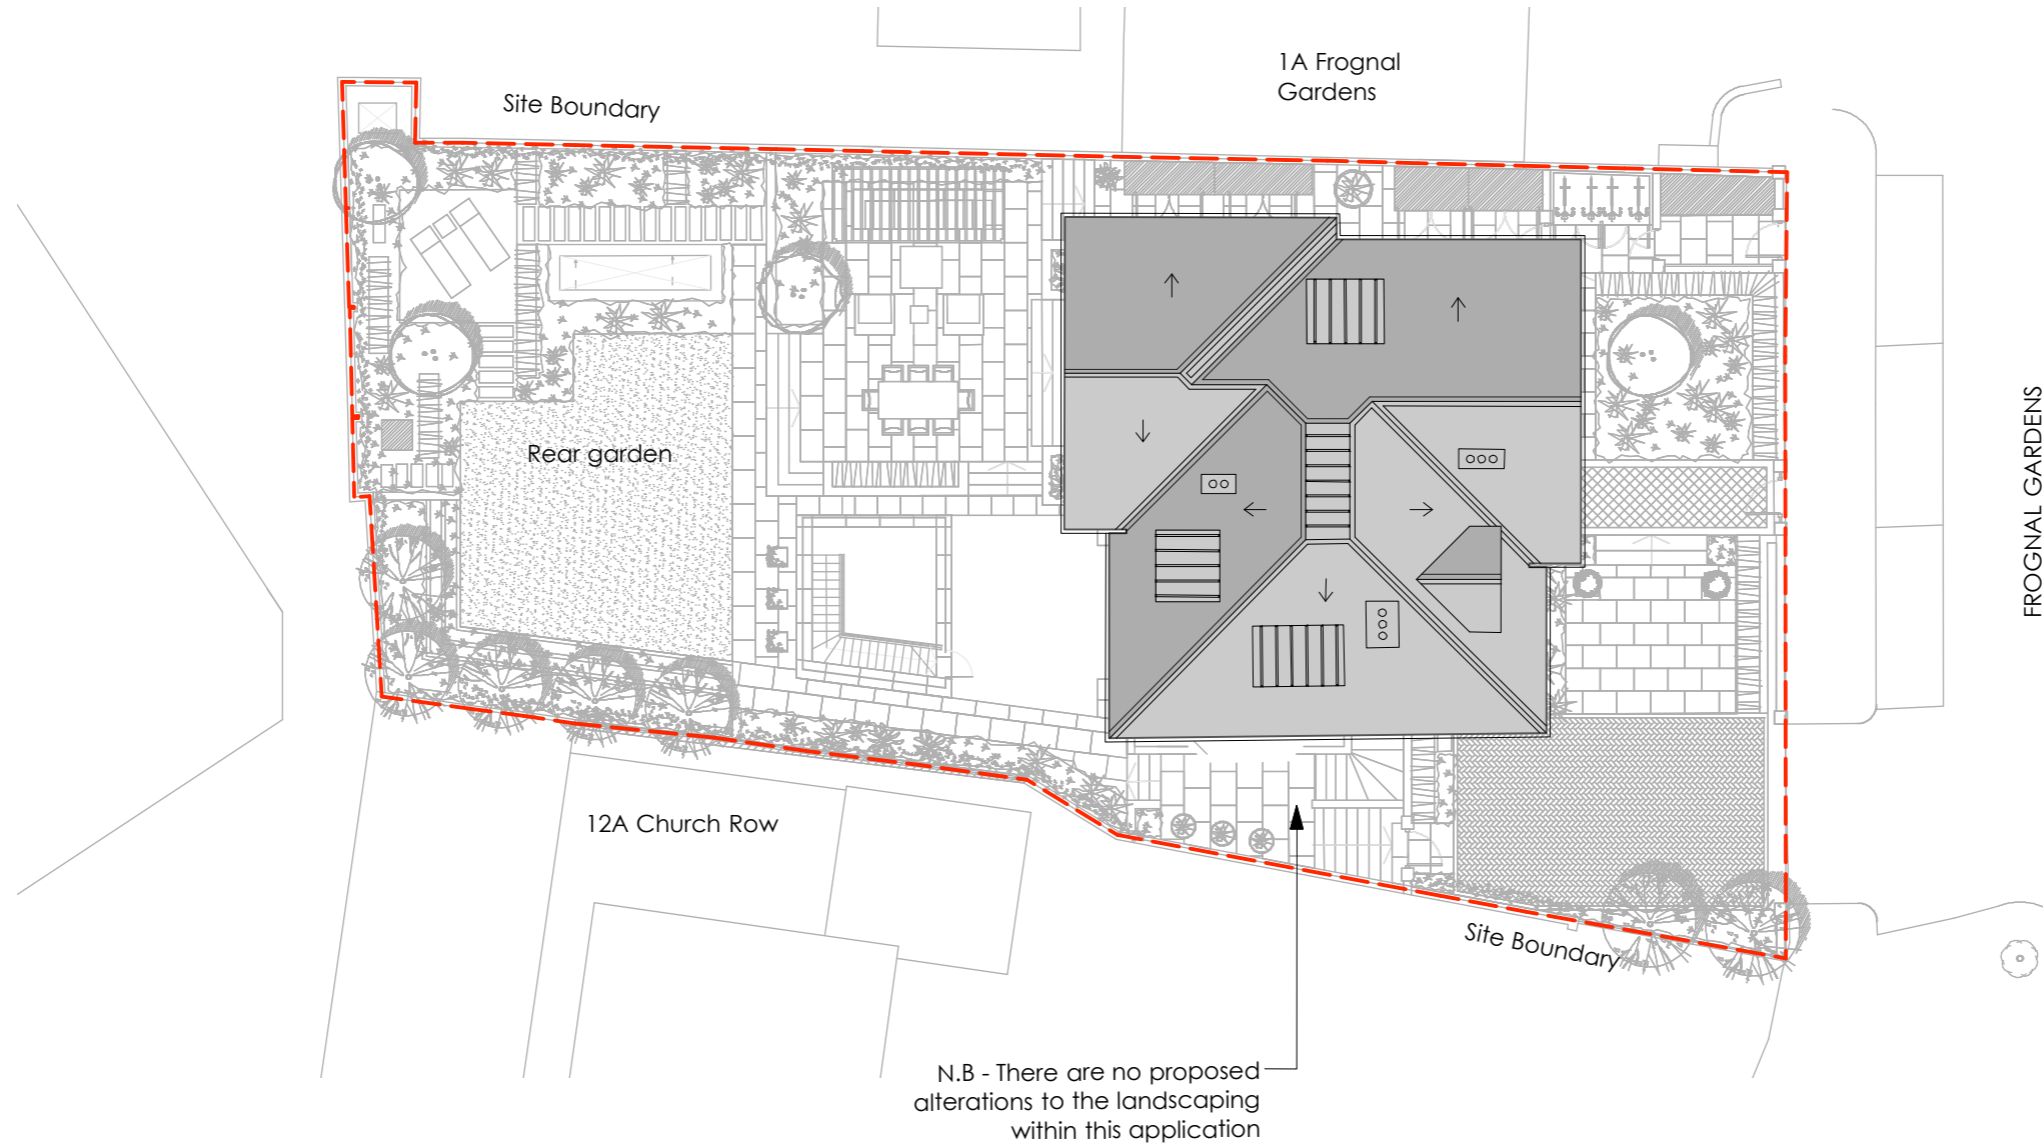 1A Frognal
Gardens
Site Boundary
Rear garden
FROGNAL GARDENS
12A Church Row
Site Boundary
N.B - There are no proposed
alterations to the landscaping
within this application